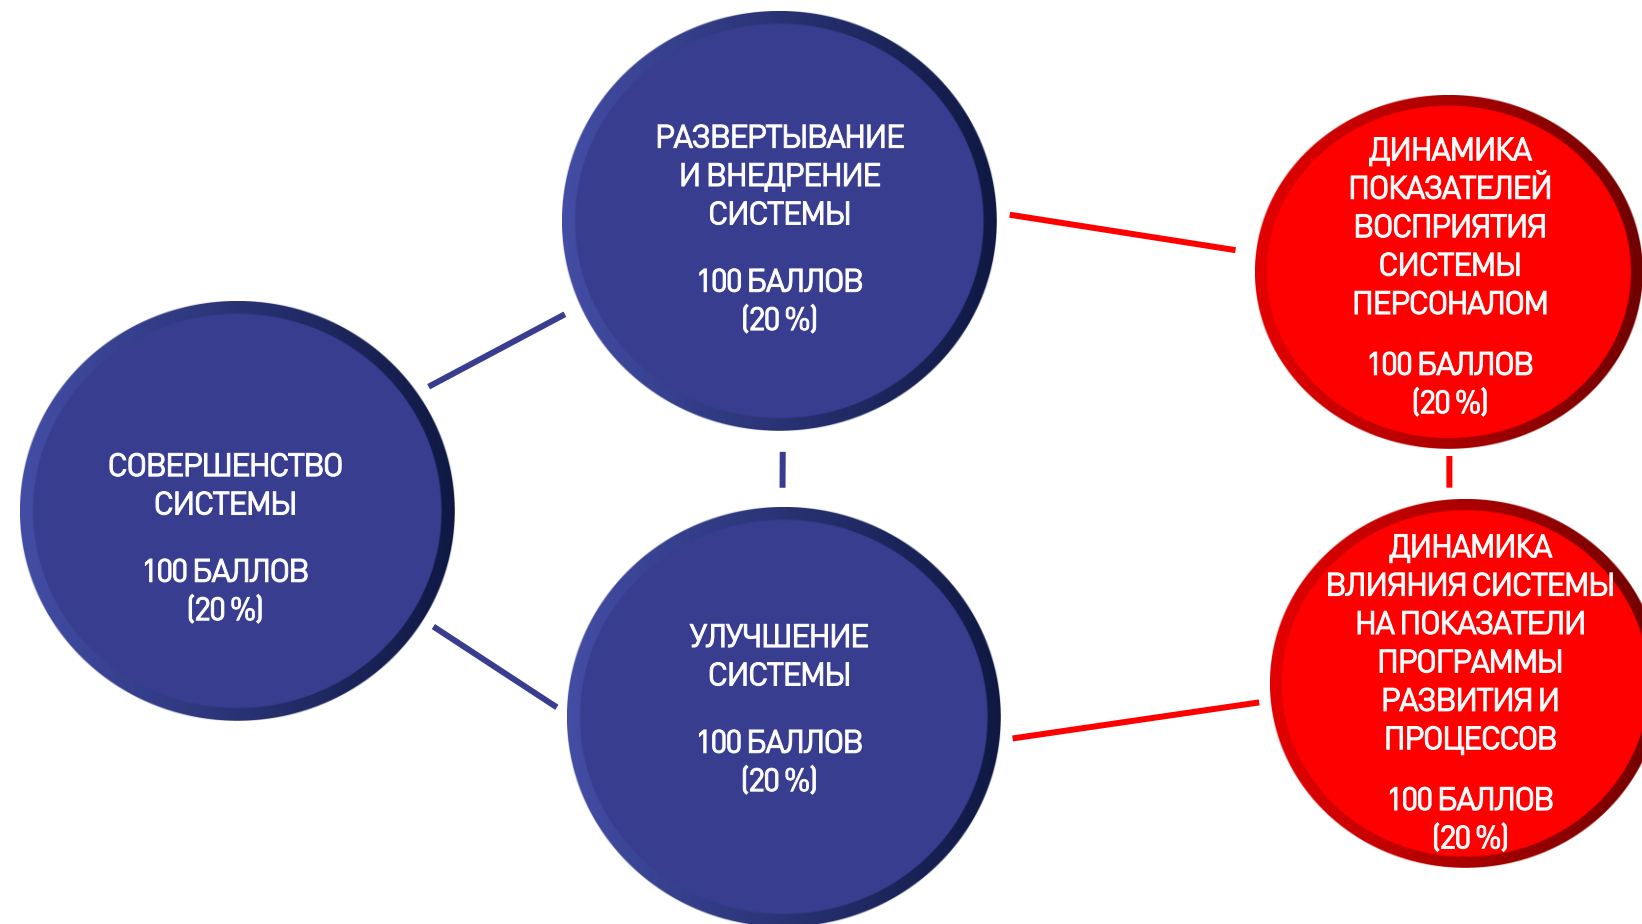 СОВЕРШЕНСТВО
СИСТЕМЫ
100 БАЛЛОВ
(20 %)
РАЗВЕРТЫВАНИЕ
И ВНЕДРЕНИЕ
СИСТЕМЫ
100 БАЛЛОВ
(20 %)
УЛУЧШЕНИЕ
СИСТЕМЫ
100 БАЛЛОВ
(20 %)
ДИНАМИКА
ПОКАЗАТЕЛЕЙ
ВОСПРИЯТИЯ
СИСТЕМЫ
ПЕРСОНАЛОМ
100 БАЛЛОВ
(20 %)
ДИНАМИКА
ВЛИЯНИЯ СИСТЕМЫ
НА ПОКАЗАТЕЛИ
ПРОГРАММЫ
РАЗВИТИЯ И
ПРОЦЕССОВ
100 БАЛЛОВ
(20 %)